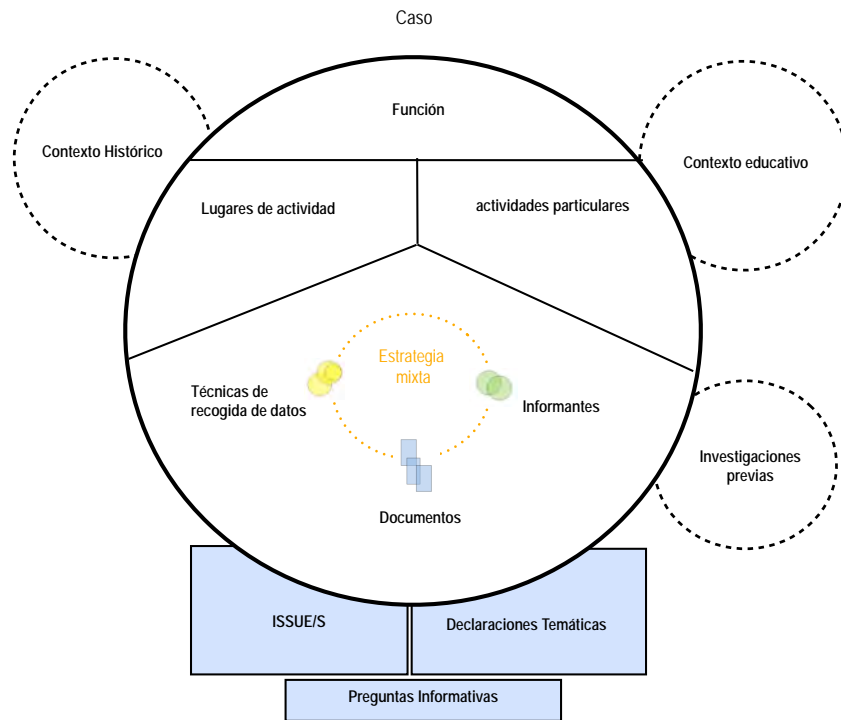 Caso
Función
Contexto Histórico
Contexto educativo
Lugares de actividad
actividades particulares
Estrategia
mixta
Técnicas de
recogida de datos
Informantes
Investigaciones
previas
Documentos
ISSUE/S
Declaraciones Temáticas
Preguntas Informativas